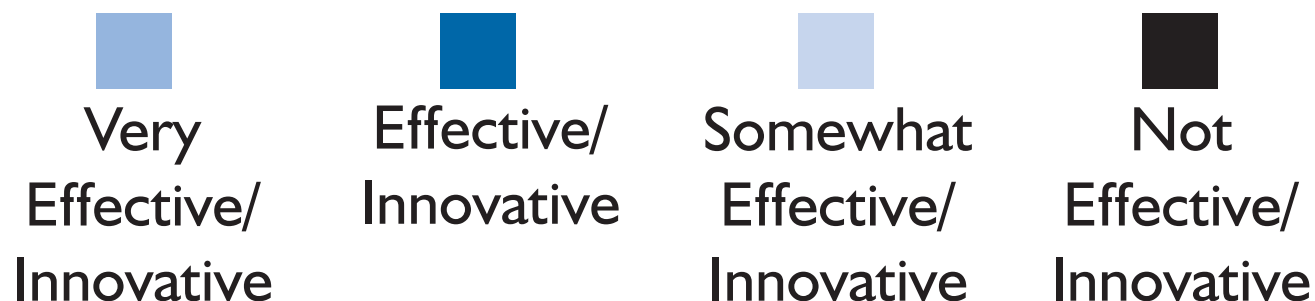 Very
Effective/
Innovative
Effective/
Innovative
Somewhat
Effective/
Innovative
Not
Effective/
Innovative